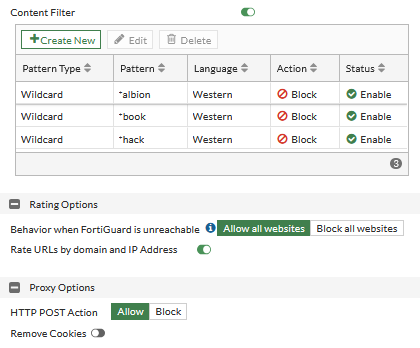 Content Filter
+Create New Edit Delete
Pattern Type Pattern Language Action Status
Wildcard *albion Western Block Enable
Wildcard *book Western Block Enable
Wildcard *hack Western Block Enable
3
Rating Options
Behavior when FortiGuard is unreachable Allow all websites Block all websites
Rate URLs by domain and IP Address
Proxy Options
HTTP POST Action Allow Block
Remove Cookies